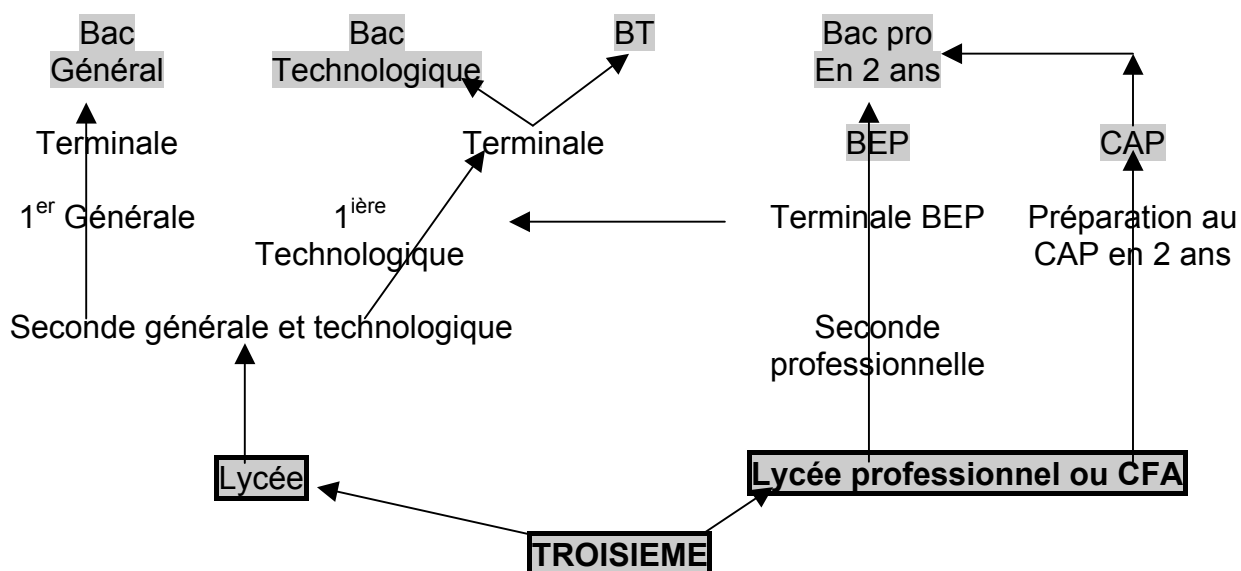 Bac
Général
Bac
Technologique
BT
Bac pro
En 2 ans
Terminale
Terminale
BEP
CAP
1er Générale
1ière
Technologique
Terminale BEP
Préparation au
CAP en 2 ans
Seconde générale et technologique
Seconde
professionnelle
Lycée
Lycée professionnel ou CFA
TROISIEME